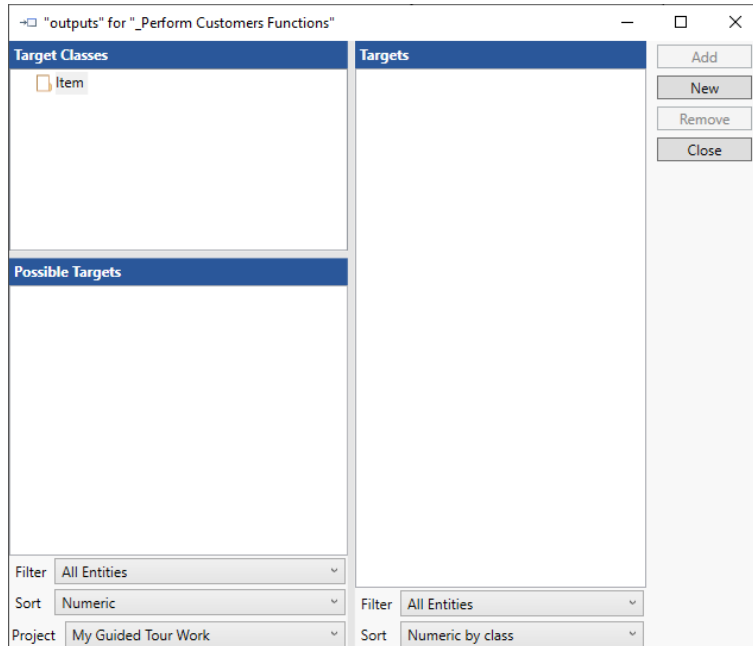 "outputs" for "_Perform Customers Functions"
Target Classes
Item
Possible Targets
Filter All Entities
Sort Numeric
Project My Guided Tour Work
Targets
Filter All Entities
Sort Numeric by class
Add
New
Remove
Close